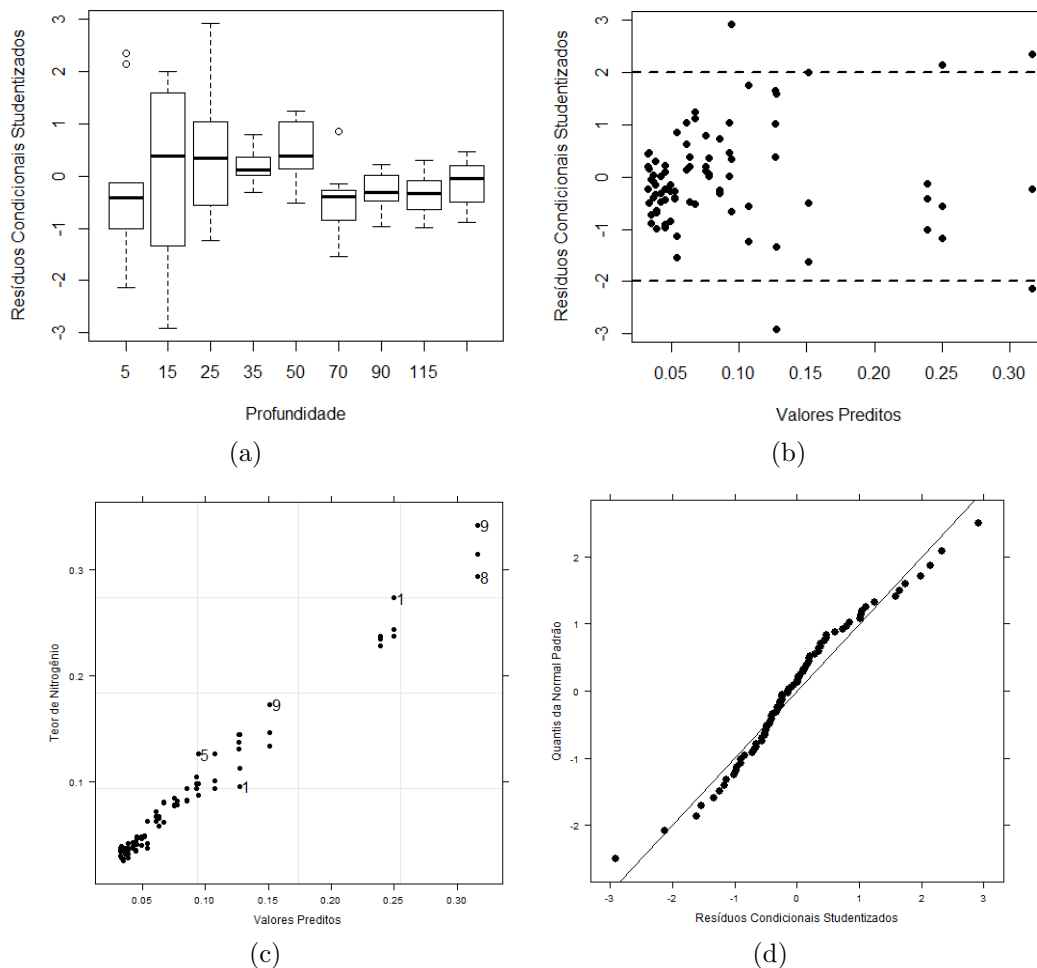 Resíduos Condicionais Studentizados
3
2
1
0
-1
-2
-3
5 15 25 35 50 70 90 115
Profundidade
(a)
Resíduos Condicionais Studentizados
3
2
1
0
-1
-2
-3
0.05 0.10 0.15 0.20 0.25 0.30
Valores Preditos
(b)
Teor de Nitrogênio
0.3
0.2
0.1
9
8
1
9
5
1
0.05 0.10 0.15 0.20 0.25 0.30
Valores Preditos
(c)
Quantis da Normal Padrão
2
1
0
-1
-2
-3 -2 -1 0 1 2 3
Resíduos Condicionais Studentizados
(d)